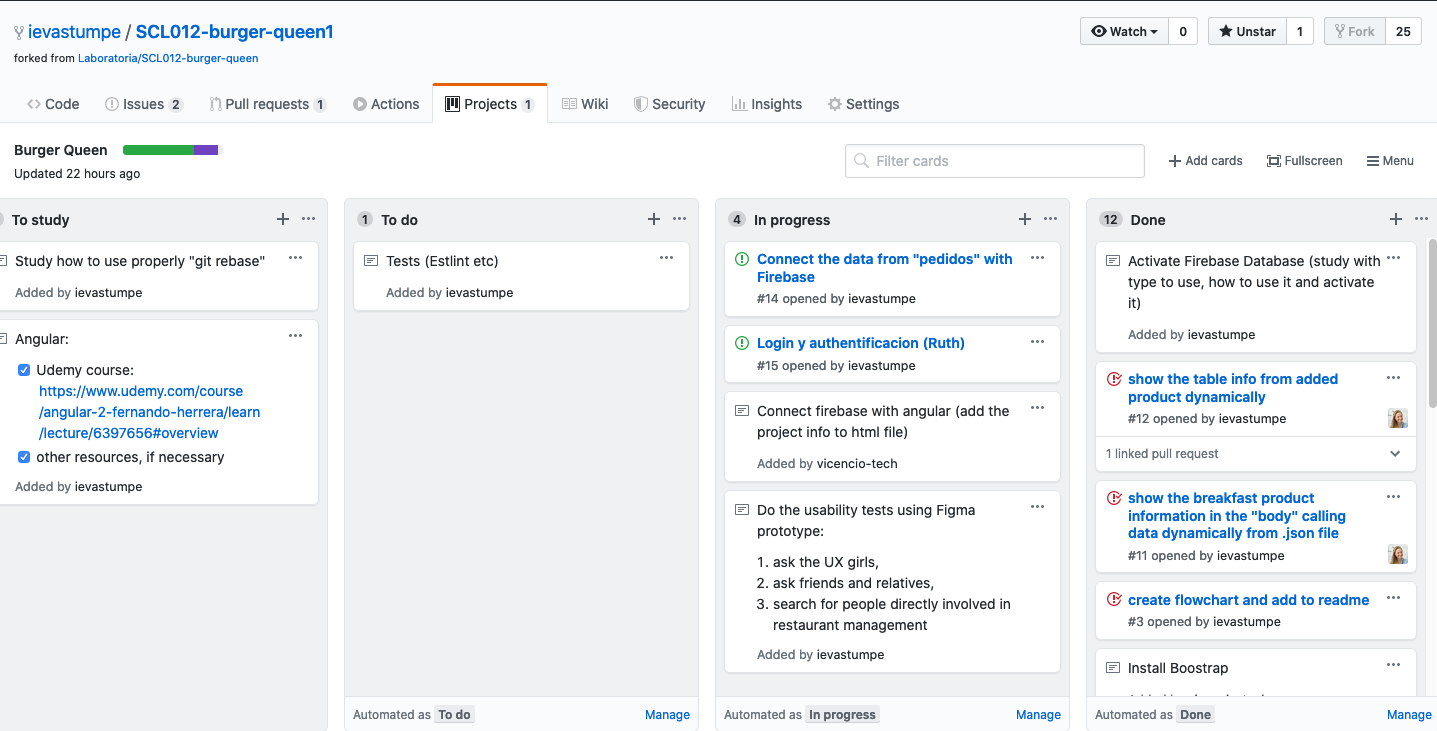 ievastumpe / SCL012-burger-queen1
Watch 0
Unstar 1
Fork 25
forked from Laboratoria/SCL012-burger-queen
Code
Issues 2
Pull requests 1
Actions
Projects 1
Wiki
Security
Insights
Settings
Burger Queen
Updated 22 hours ago
Filter cards
Add cards
Fullscreen
Menu
To study
Study how to use properly "git rebase"
Added by ievastumpe
Angular:
Udemy course:
https://www.udemy.com/course
/angular-2-fernando-herrera/learn
/lecture/6397656#overview
other resources, if necessary
Added by ievastumpe
1 To do
Tests (Estlint etc)
Added by ievastumpe
Automated as To do
Manage
4 In progress
Connect the data from "pedidos" with
Firebase
#14 opened by ievastumpe
Login y authentificacion (Ruth)
#15 opened by ievastumpe
Connect firebase with angular (add the
project info to html file)
Added by vicencio-tech
Do the usability tests using Figma
prototype:
1. ask the UX girls,
2. ask friends and relatives,
3. search for people directly involved in
restaurant management
Added by ievastumpe
Automated as In progress
Manage
12 Done
Activate Firebase Database (study with
type to use, how to use it and activate
it)
Added by ievastumpe
show the table info from added
product dynamically
#12 opened by ievastumpe
1 linked pull request
show the breakfast product
information in the "body" calling
data dynamically from .json file
#11 opened by ievastumpe
create flowchart and add to readme
#3 opened by ievastumpe
Install Boostrap
Automated as Done
Manage